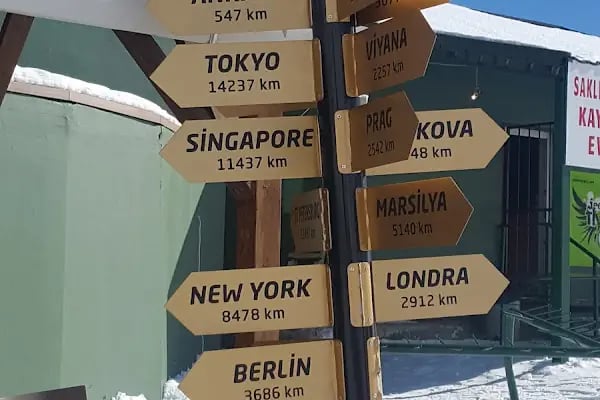 547 km
TOKYO
14237 km
VİYANA
2257 km
SİNGAPORE
11437 km
PRAG
2542 km
KOVA
48 km
MARSİLYA
5140 km
NEW YORK
8478 km
LONDRA
2912 km
BERLİN
3686 km
SAKLI
KAY
EV